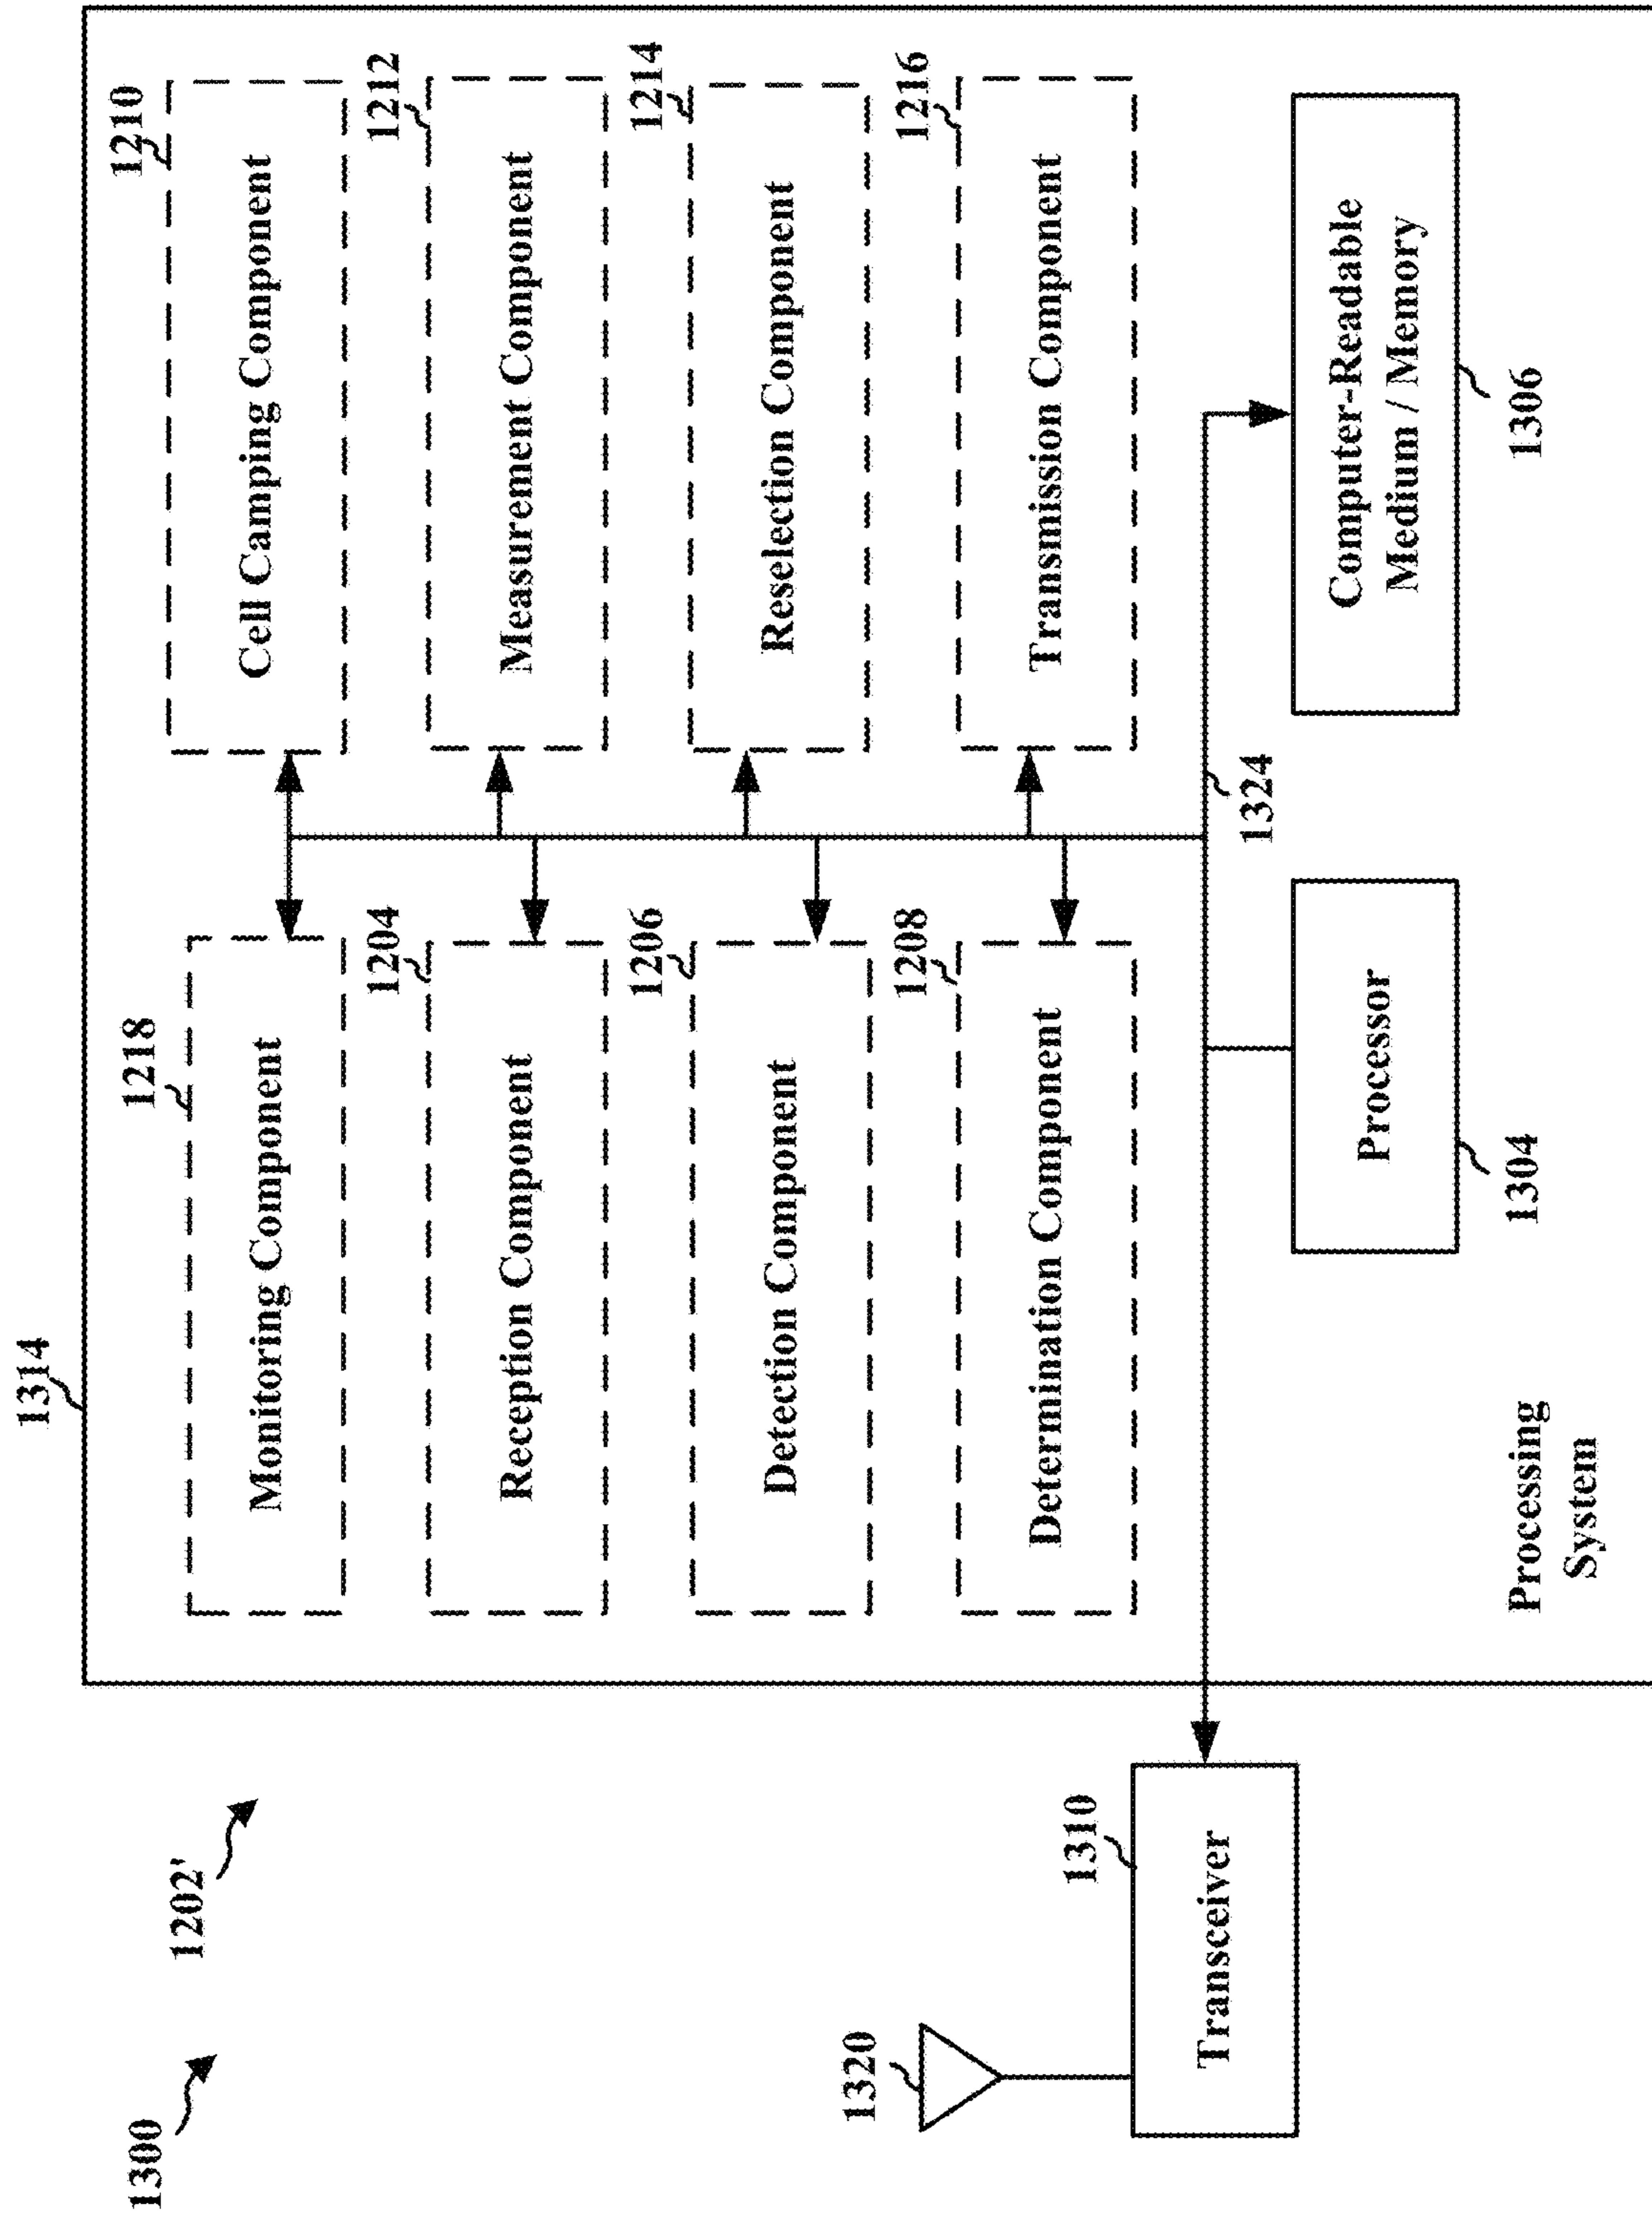 1300
1202'
1314
1218
Monitoring Component
1210
Cell Camping Component
1204
Reception Component
1212
Measurement Component
1206
Detection Component
1214
Reselection Component
1208
Determination Component
1216
Transmission Component
1320
1310
Transceiver
1324
Processor
1304
Computer-Readable
Medium / Memory
1306
Processing
System